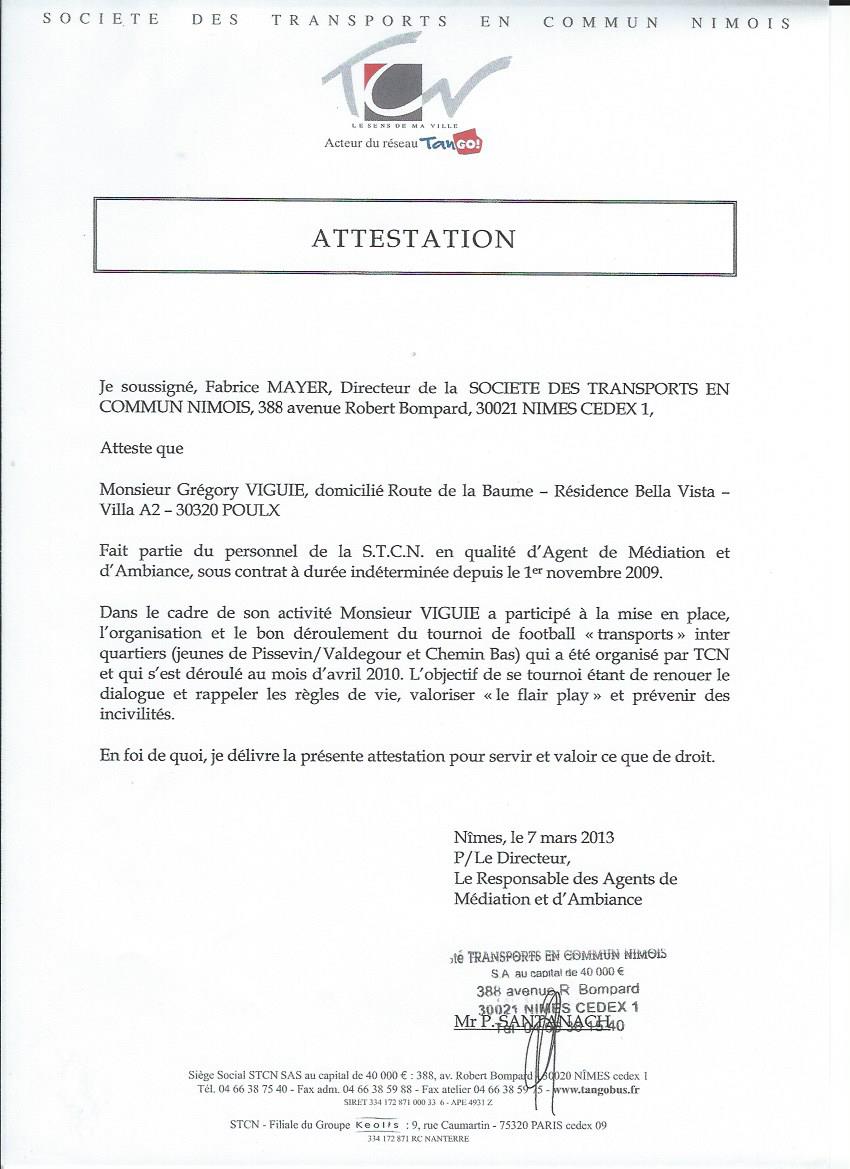 SOCIETE DES TRANSPORTS EN COMMUN NIMOIS
TCN
LE SENS DE MA VILLE
Acteur du réseau TanGO!
ATTESTATION
Je soussigné, Fabrice MAYER, Directeur de la SOCIETE DES TRANSPORTS EN
COMMUN NIMOIS, 388 avenue Robert Bompard, 30021 NIMES CEDEX 1,
Atteste que
Monsieur Grégory VIGUIE, domicilié Route de la Baume – Résidence Bella Vista –
Villa A2 – 30320 POULX
Fait partie du personnel de la S.T.C.N. en qualité d'Agent de Médiation et
d'Ambiance, sous contrat à durée indéterminée depuis le 1er novembre 2009.
Dans le cadre de son activité Monsieur VIGUIE a participé à la mise en place,
l'organisation et le bon déroulement du tournoi de football « transports » inter
quartiers (jeunes de Pissevin/Valdegour et Chemin Bas) qui a été organisé par TCN
et qui s'est déroulé au mois d'avril 2010. L'objectif de se tournoi étant de renouer le
dialogue et rappeler les règles de vie, valoriser « le flair play » et prévenir des
incivilités.
En foi de quoi, je délivre la présente attestation pour servir et valoir ce que de droit.
Nîmes, le 7 mars 2013
P/Le Directeur,
Le Responsable des Agents de
Médiation et d'Ambiance
té TRANSPORTS EN COMMUN NIMOIS
S A au capital de 40 000 €
388 avenue R Bompard
30021 NIMES CEDEX 1
Mr P. SANTANACH
Siège Social STCN SAS au capital de 40 000 € : 388, av. Robert Bompard 30020 NÎMES cedex 1
Tél. 04 66 38 75 40 - Fax adm. 04 66 38 59 88 - Fax atelier 04 66 38 59 - www.tangobus.fr
SIRET 334 172 871 000 33 6 - APE 4931 Z
STCN - Filiale du Groupe Keolis : 9, rue Caumartin - 75320 PARIS cedex 09
334 172 871 RC NANTERRE